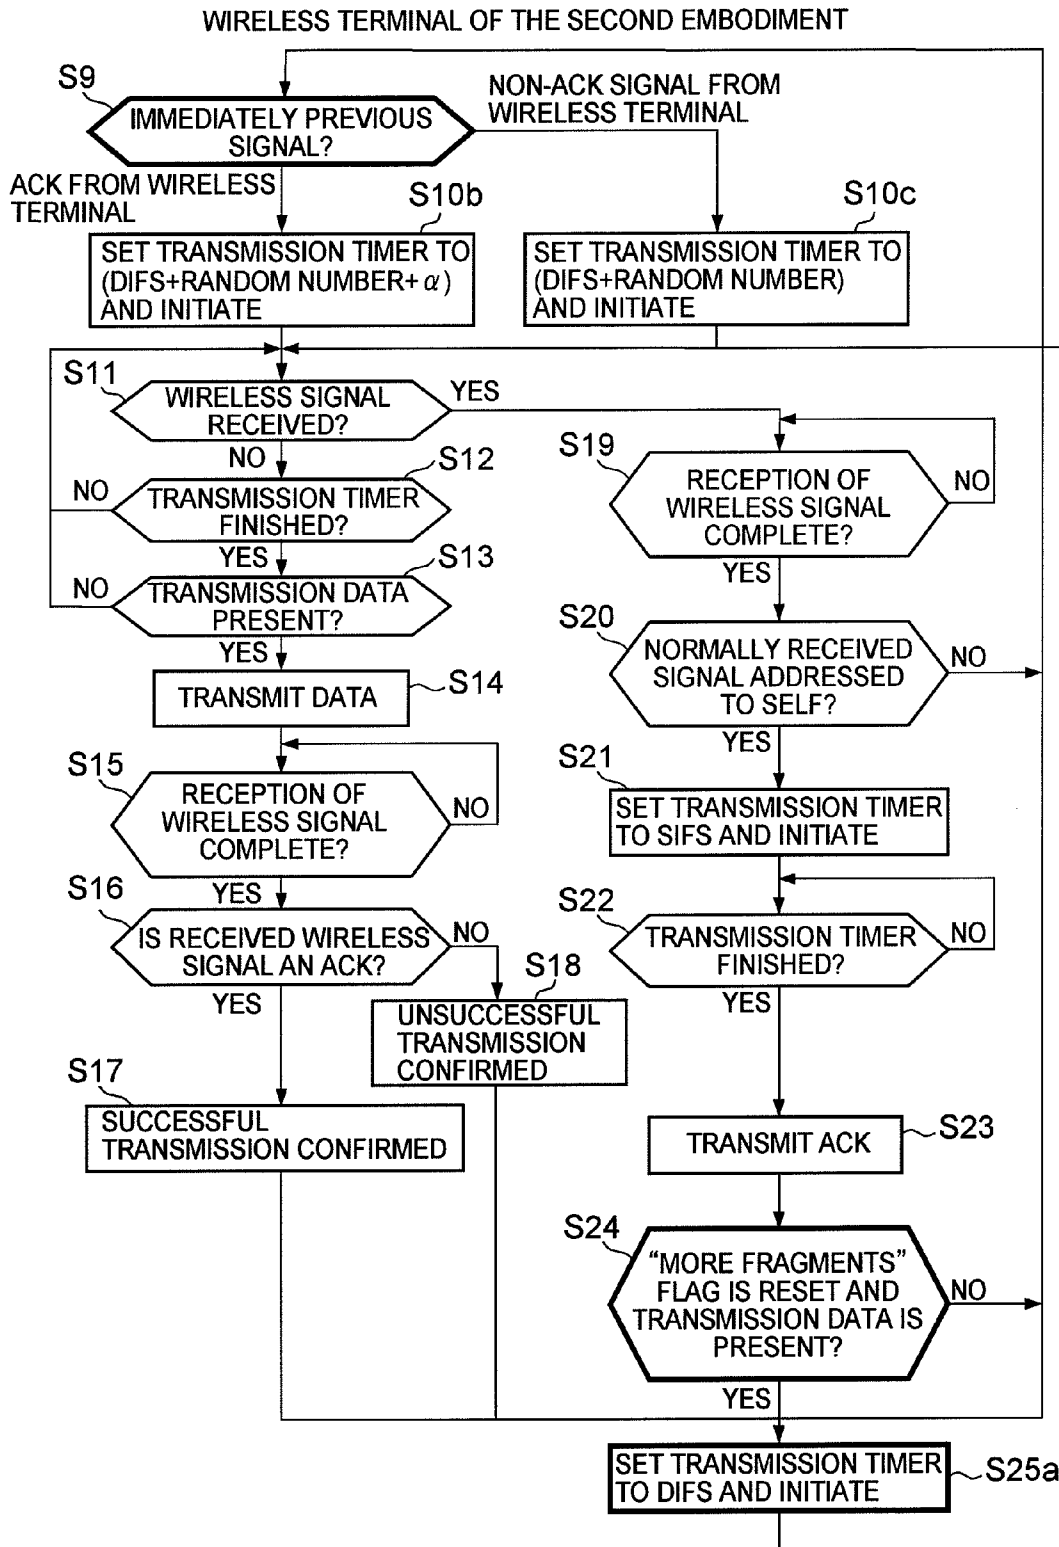 WIRELESS TERMINAL OF THE SECOND EMBODIMENT
S9
IMMEDIATELY PREVIOUS
SIGNAL?
NON-ACK SIGNAL FROM
WIRELESS TERMINAL
ACK FROM WIRELESS
TERMINAL
S10b
SET TRANSMISSION TIMER TO
(DIFS+RANDOM NUMBER+α)
AND INITIATE
S10c
SET TRANSMISSION TIMER TO
(DIFS+RANDOM NUMBER)
AND INITIATE
S11
WIRELESS SIGNAL
RECEIVED?
YES
NO
S12
TRANSMISSION TIMER
FINISHED?
NO
YES
S13
TRANSMISSION DATA
PRESENT?
NO
YES
S14
TRANSMIT DATA
S15
RECEPTION OF
WIRELESS SIGNAL
COMPLETE?
NO
YES
S16
IS RECEIVED WIRELESS
SIGNAL AN ACK?
NO
YES
S18
UNSUCCESSFUL
TRANSMISSION
CONFIRMED
S17
SUCCESSFUL
TRANSMISSION CONFIRMED
S19
RECEPTION OF
WIRELESS SIGNAL
COMPLETE?
NO
YES
S20
NORMALLY RECEIVED
SIGNAL ADDRESSED
TO SELF?
NO
YES
S21
SET TRANSMISSION TIMER
TO SIFS AND INITIATE
S22
TRANSMISSION TIMER
FINISHED?
NO
YES
S23
TRANSMIT ACK
S24
“MORE FRAGMENTS”
FLAG IS RESET AND
TRANSMISSION DATA IS
PRESENT?
NO
YES
SET TRANSMISSION TIMER
TO DIFS AND INITIATE
S25a